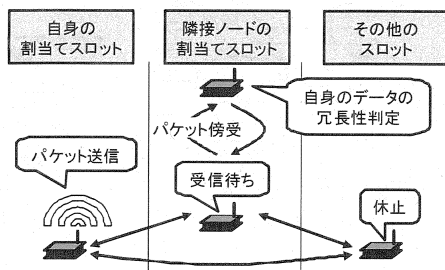 自身の
割当てスロット
隣接ノードの
割当てスロット
その他の
スロット
自身のデータの
冗長性判定
パケット傍受
パケット送信
受信待ち
休止